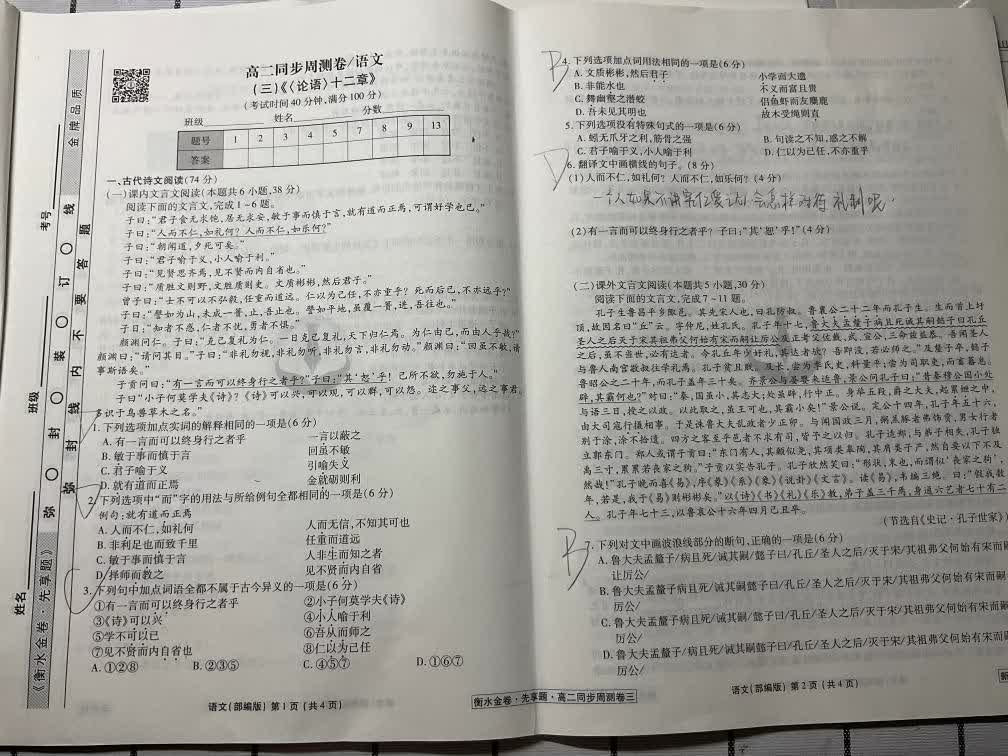 金牌品质
《衡水金卷·先享题》
考号
班级
姓名
弥 封 线 内 装 不 要 订 答 题 线
高二同步周测卷/语文
(三)《〈论语〉十二章》
(考试时间40分钟,满分100分)
班级 姓名 分数
题号 1 2 3 4 5 7 8 9 13
答案
一、古代诗文阅读(74分)
(一)课内文言文阅读(本题共6小题,38分)
阅读下面的文言文,完成1~6题。
子曰:“君子食无求饱,居无求安,敏于事而慎于言,就有道而正焉,可谓好学也已。”
子曰:“人而不仁,如礼何?人而不仁,如乐何?”
子曰:“朝闻道,夕死可矣。”
子曰:“君子喻于义,小人喻于利。”
子曰:“见贤思齐焉,见不贤而内自省也。”
子曰:“质胜文则野,文胜质则史。文质彬彬,然后君子。”
曾子曰:“士不可以不弘毅,任重而道远。仁以为己任,不亦重乎?死而后已,不亦远乎?”
子曰:“譬如为山,未成一篑,止,吾止也。譬如平地,虽覆一篑,进,吾往也。”
子曰:“知者不惑,仁者不忧,勇者不惧。”
颜渊问仁。子曰:“克己复礼为仁。一日克己复礼,天下归仁焉。为仁由己,而由人乎哉?”
颜渊曰:“请问其目。”子曰:“非礼勿视,非礼勿听,非礼勿言,非礼勿动。”颜渊曰:“回虽不敏,请
事斯语矣。”
子贡问曰:“有一言而可以终身行之者乎?”子曰:“其‘恕’乎!己所不欲,勿施于人。”
子曰:“小子何莫学夫《诗》?《诗》可以兴,可以观,可以群,可以怨。迩之事父,远之事君,
多识于鸟兽草木之名。”
1.下列选项加点实词的解释相同的一项是(6分)
A.有一言而可以终身行之者乎 一言以蔽之
B.敏于事而慎于言 回虽不敏
C.君子喻于义 引喻失义
D.就有道而正焉 金就砺则利
2.下列选项中“而”字的用法与所给例句全都相同的一项是(6分)
例句:就有道而正焉
A.人而不仁,如礼何 人而无信,不知其可也
B.非利足也而致千里 任重而道远
C.敏于事而慎于言 人非生而知之者
D.择师而教之 见不贤而内自省也
3.下列句中加点词语全都不属于古今异义的一项是(6分)
①有一言而可以终身行之者乎 ②小子何莫学夫《诗》
③《诗》可以兴 ④小人喻于利
⑤学不可以已 ⑥吾从而师之
⑦见不贤而内自省也 ⑧仁以为己任
A.①②⑧ B.②③⑤ C.④⑤⑦ D.①⑥⑦
语文(部编版) 第1页(共4页)
B
4.下列选项加点词用法相同的一项是(6分)
A.文质彬彬,然后君子 小学而大遗
B.非能水也 不义而富且贵
C.舞幽壑之潜蛟 侣鱼虾而友麋鹿
D.吾未见其明也 故木受绳则直
5.下列选项没有特殊句式的一项是(6分)
A.蚓无爪牙之利,筋骨之强 B.句读之不知,惑之不解
C.君子喻于义,小人喻于利 D.仁以为己任,不亦重乎
D
6.翻译文中画横线的句子。(8分)
(1)人而不仁,如礼何?人而不仁,如乐何?(4分)
(2)有一言而可以终身行之者乎?子曰:“其‘恕’乎!”(4分)
(二)课外文言文阅读(本题共5小题,30分)
阅读下面的文言文,完成7~11题。
孔子生鲁昌平乡陬邑。其先宋人也,曰孔防叔。鲁襄公二十二年而孔子生。生而首上圩
顶,故因名曰“丘”云。字仲尼,姓孔氏。孔子年十七,鲁大夫孟釐子病且死诫其嗣懿子曰孔丘
圣人之后灭于宋其祖弗父何始有宋而嗣让厉公及正考父佐戴、武、宣公,三命兹益恭。吾闻圣人
之后,虽不当世,必有达者。今孔丘年少好礼,其达者欤?吾即没,若必师之。”及釐子卒,懿子
与鲁人南宫敬叔往学礼焉。孔子贫且贱。及长,尝为季氏史,料量平;尝为司职吏,而畜蕃息。
鲁昭公之二十年,而孔子盖年三十矣。齐景公与晏婴来适鲁,景公问孔子曰:“昔秦穆公国小处
辟,其霸何也?”对曰:“秦,国虽小,其志大;处虽辟,行中正。身举五羖,爵之大夫,起累绁之中,
与语三日,授之以政。以此取之,虽王可也,其霸小矣!”景公说。定公十四年,孔子年五十六,
由大司寇行摄相事。于是诛鲁大夫乱政者少正卯。与闻国政三月,粥羔豚者弗饰贾,男女行者
别于涂,涂不拾遗。四方之客至乎邑者不求有司,皆予之以归。孔子适郑,与弟子相失,孔子独
立郭东门。郑人或谓子贡曰:“东门有人,其颡似尧,其项类皋陶,其肩类子产,然自要以下不及
禹三寸,累累若丧家之狗。”子贡以实告孔子。孔子欣然笑曰:“形状,末也,而谓似‘丧家之狗’,
然哉!”孔子晚而喜《易》,序《彖》《系》《象》《说卦》《文言》。读《易》,韦编三绝。曰:“假我数
年,若是,我于《易》则彬彬矣。”以《诗》《书》《礼》《乐》教,弟子盖三千焉,身通六艺者七十有二
人。孔子年七十三,以鲁哀公十六年四月己丑卒。
(节选自《史记·孔子世家》)
B
7.下列对文中画波浪线部分的断句,正确的一项是(6分)
A.鲁大夫孟釐子/病且死/诫其嗣/懿子曰/孔丘/圣人之后/灭于宋/其祖弗父何始有宋而嗣
让厉公/
B.鲁大夫孟釐子/病且死/诫其嗣懿子曰/孔丘/圣人之后/灭于宋/其祖弗父何始有宋而嗣
厉公/
C.鲁大夫孟釐子病且死/诫其嗣/懿子曰/孔丘/圣人之后/灭于宋/其祖弗父何始有宋而嗣
厉公/
D.鲁大夫孟釐子病且死/诫其嗣懿子曰/孔丘/圣人之后/灭于宋/其祖弗父何始有宋而嗣
厉公/
衡水金卷·先享题·高二同步周测卷三
语文(部编版) 第2页(共4页)